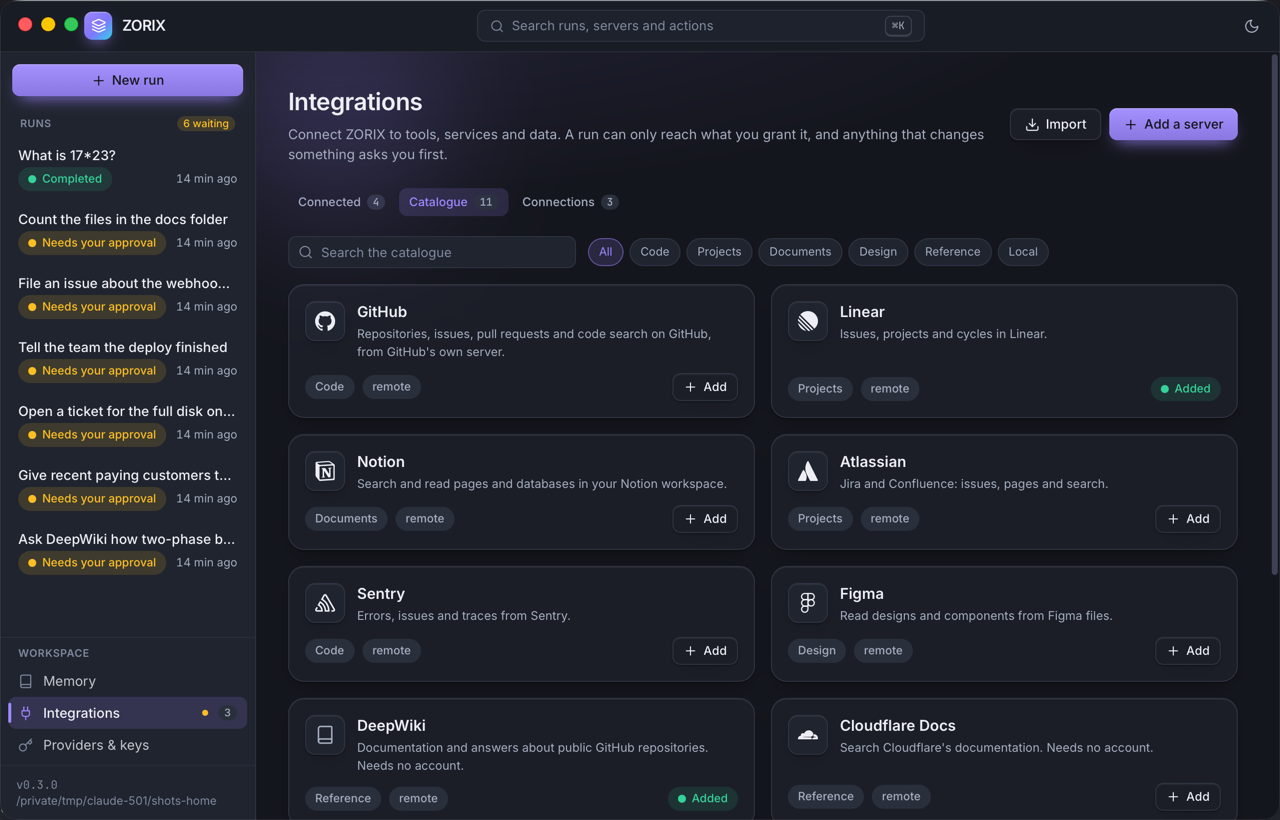 ZORIX
Search runs, servers and actions
⌘K
+ New run
RUNS
6 waiting
What is 17*23?
Completed
14 min ago
Count the files in the docs folder
Needs your approval
14 min ago
File an issue about the webhoo...
Needs your approval
14 min ago
Tell the team the deploy finished
Needs your approval
14 min ago
Open a ticket for the full disk on...
Needs your approval
14 min ago
Give recent paying customers t...
Needs your approval
14 min ago
Ask DeepWiki how two-phase b...
Needs your approval
14 min ago
WORKSPACE
Memory
Integrations
3
Providers & keys
v0.3.0
/private/tmp/claude-501/shots-home
Integrations
Connect ZORIX to tools, services and data. A run can only reach what you grant it, and anything that changes
something asks you first.
Import
+ Add a server
Connected 4
Catalogue 11
Connections 3
Search the catalogue
All
Code
Projects
Documents
Design
Reference
Local
GitHub
Repositories, issues, pull requests and code search on GitHub,
from GitHub's own server.
Code
remote
+ Add
Linear
Issues, projects and cycles in Linear.
Projects
remote
Added
Notion
Search and read pages and databases in your Notion workspace.
Documents
remote
+ Add
Atlassian
Jira and Confluence: issues, pages and search.
Projects
remote
+ Add
Sentry
Errors, issues and traces from Sentry.
Code
remote
+ Add
Figma
Read designs and components from Figma files.
Design
remote
+ Add
DeepWiki
Documentation and answers about public GitHub repositories.
Needs no account.
Reference
remote
Added
Cloudflare Docs
Search Cloudflare's documentation. Needs no account.
Reference
remote
+ Add